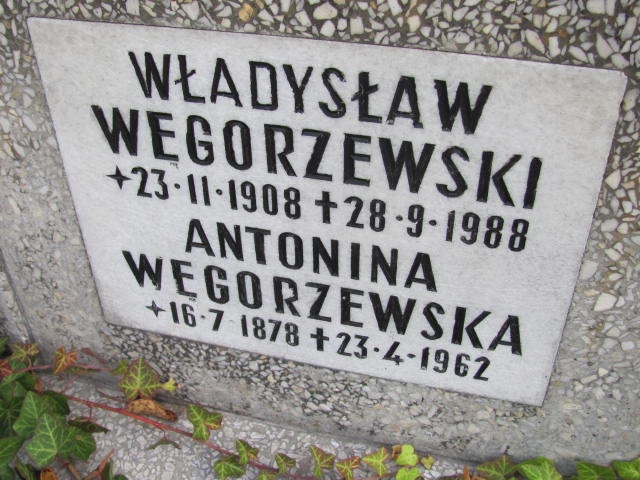 WŁADYSŁAW
WĘGORZEWSKI
✦23·11·1908 ✝28·9·1988
ANTONINA
WĘGORZEWSKA
✦16·7·1878 ✝23·4·1962